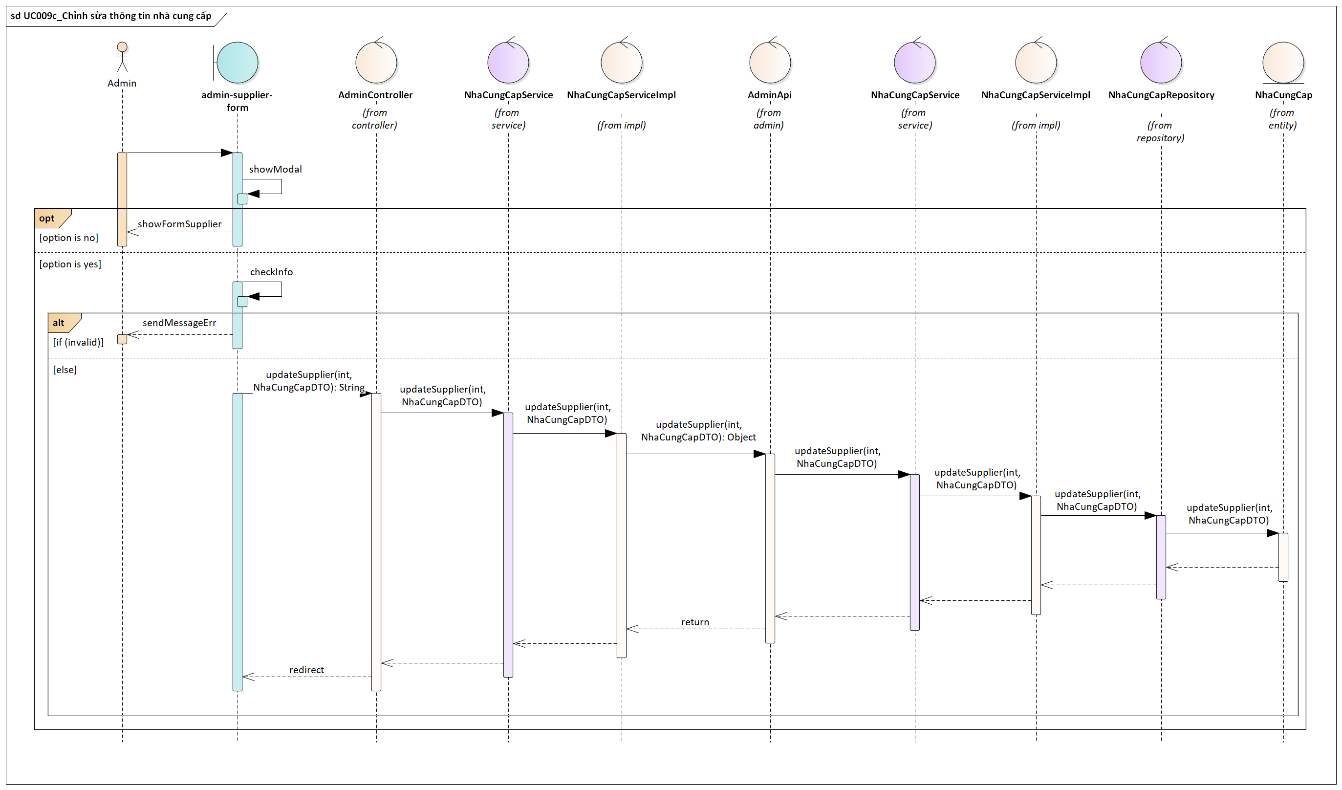 sd UC009c_Chỉnh sửa thông tin nhà cung cấp
Admin
admin-supplier-
form
AdminController
(from
controller)
NhaCungCapService
(from
service)
NhaCungCapServiceImpl
(from impl)
AdminApi
(from
admin)
NhaCungCapService
(from
service)
NhaCungCapServiceImpl
(from impl)
NhaCungCapRepository
(from
repository)
NhaCungCap
(from
entity)
showModal
opt
showFormSupplier
[option is no]
[option is yes]
checkInfo
alt
sendMessageErr
[if (invalid)]
[else]
updateSupplier(int,
NhaCungCapDTO): String
updateSupplier(int,
NhaCungCapDTO)
updateSupplier(int,
NhaCungCapDTO)
updateSupplier(int,
NhaCungCapDTO): Object
updateSupplier(int,
NhaCungCapDTO)
updateSupplier(int,
NhaCungCapDTO)
updateSupplier(int,
NhaCungCapDTO)
updateSupplier(int,
NhaCungCapDTO)
return
redirect